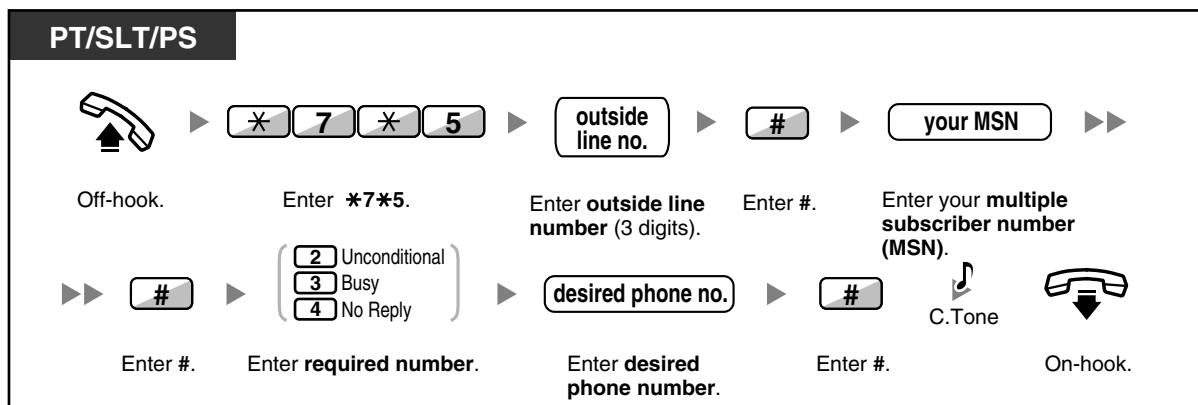 PT/SLT/PS
* 7 * 5
outside
line no.
#
your MSN
Off-hook.
Enter *7*5.
Enter outside line
number (3 digits).
Enter #.
Enter your multiple
subscriber number
(MSN).
#
2 Unconditional
3 Busy
4 No Reply
desired phone no.
#
C.Tone
Enter #.
Enter required number.
Enter desired
phone number.
Enter #.
On-hook.